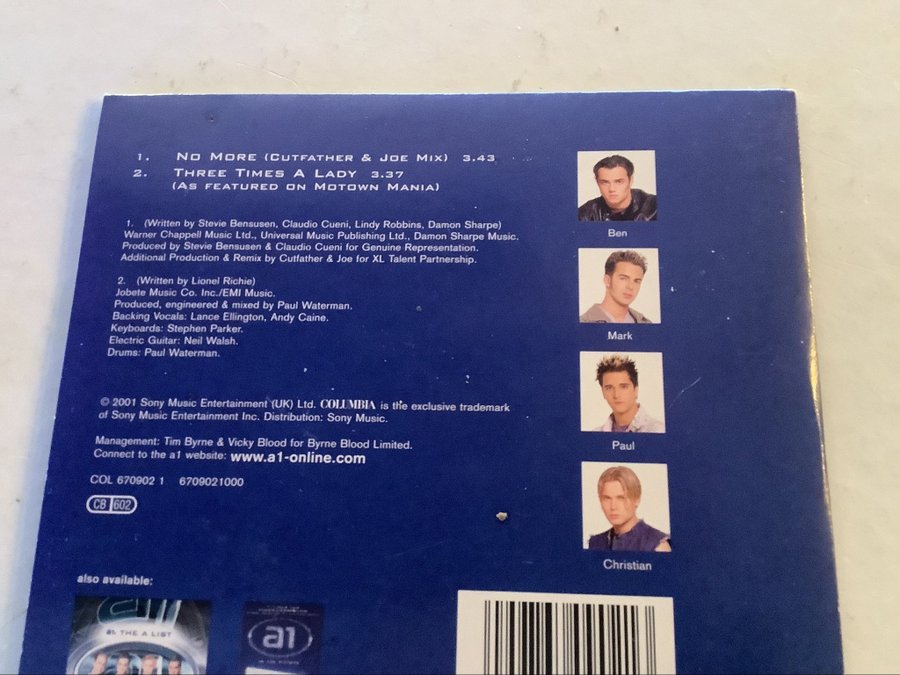 1. NO MORE (CUTFATHER & JOE MIX) 3.43
2. THREE TIMES A LADY 3.37
(AS FEATURED ON MOTOWN MANIA)
1. (Written by Stevie Bensusen, Claudio Cueni, Lindy Robbins, Damon Sharpe)
Warner Chappell Music Ltd., Universal Music Publishing Ltd., Damon Sharpe Music.
Produced by Stevie Bensusen & Claudio Cueni for Genuine Representation.
Additional Production & Remix by Cutfather & Joe for XL Talent Partnership.
2. (Written by Lionel Richie)
Jobete Music Co. Inc./EMI Music.
Produced, engineered & mixed by Paul Waterman.
Backing Vocals: Lance Ellington, Andy Caine.
Keyboards: Stephen Parker.
Electric Guitar: Neil Walsh.
Drums: Paul Waterman.
© 2001 Sony Music Entertainment (UK) Ltd. COLUMBIA is the exclusive trademark
of Sony Music Entertainment Inc. Distribution: Sony Music.
Management: Tim Byrne & Vicky Blood for Byrne Blood Limited.
Connect to the a1 website: www.a1-online.com
COL 670902 1 6709021000
CB 602
also available:
a1: THE A LIST
a1
Ben
Mark
Paul
Christian